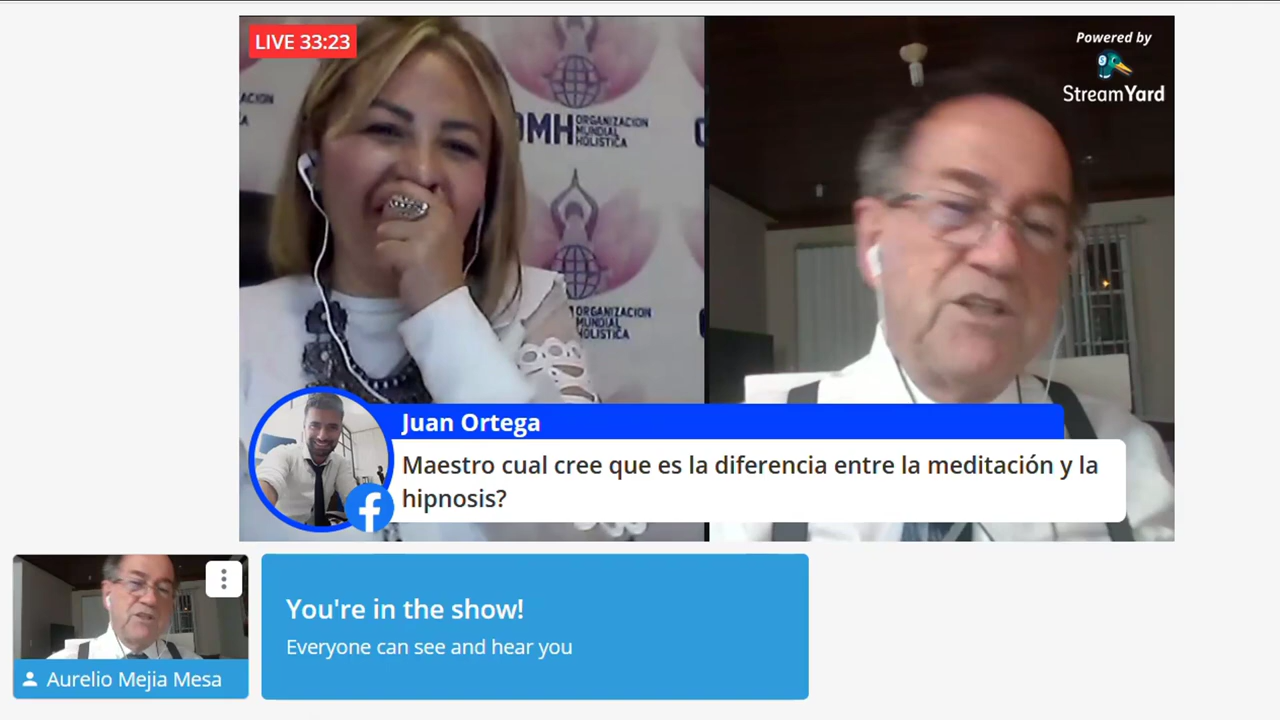 LIVE 33:23
Powered by
StreamYard
ACION
A
OMH
ORGANIZACION
MUNDIAL
HOLISTICA
ORGANIZACION
MUNDIAL
HOLISTICA
Juan Ortega
Maestro cual cree que es la diferencia entre la meditación y la
hipnosis?
You're in the show!
Everyone can see and hear you
Aurelio Mejia Mesa